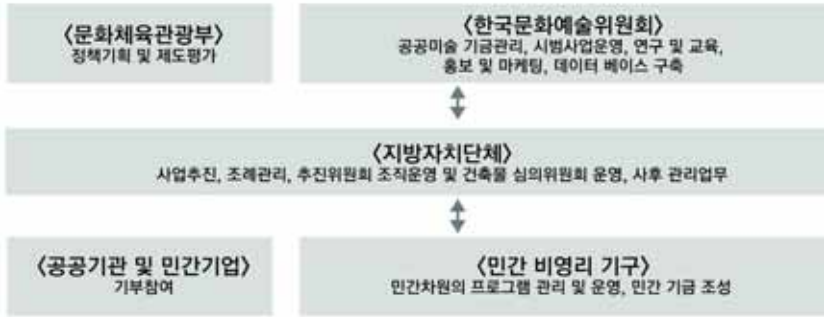 〈문화체육관광부〉
정책기획 및 제도평가
〈한국문화예술위원회〉
공공미술 기금관리, 시범사업운영, 연구 및 교육,
홍보 및 마케팅, 데이터 베이스 구축
〈지방자치단체〉
사업추진, 조례관리, 추진위원회 조직운영 및 건축물 심의위원회 운영, 사후 관리업무
〈공공기관 및 민간기업〉
기부참여
〈민간 비영리 기구〉
민간차원의 프로그램 관리 및 운영, 민간 기금 조성